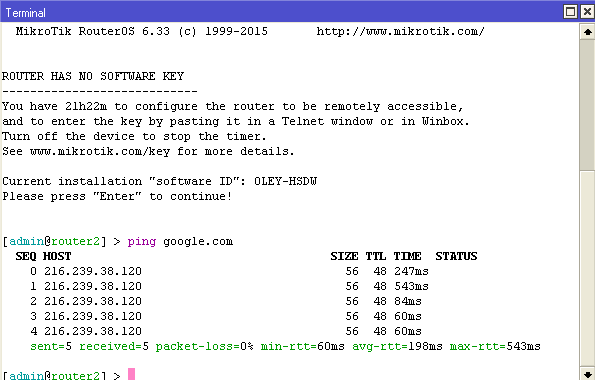 Terminal
MikroTik RouterOS 6.33 (c) 1999-2015 http://www.mikrotik.com/
ROUTER HAS NO SOFTWARE KEY
----------------------------
You have 21h22m to configure the router to be remotely accessible,
and to enter the key by pasting it in a Telnet window or in Winbox.
Turn off the device to stop the timer.
See www.mikrotik.com/key for more details.
Current installation "software ID": 0LEY-HSDW
Please press "Enter" to continue!
[admin@router2] > ping google.com
SEQ HOST SIZE TTL TIME STATUS
0 216.239.38.120 56 48 247ms
1 216.239.38.120 56 48 543ms
2 216.239.38.120 56 48 84ms
3 216.239.38.120 56 48 60ms
4 216.239.38.120 56 48 60ms
sent=5 received=5 packet-loss=0% min-rtt=60ms avg-rtt=198ms max-rtt=543ms
[admin@router2] >